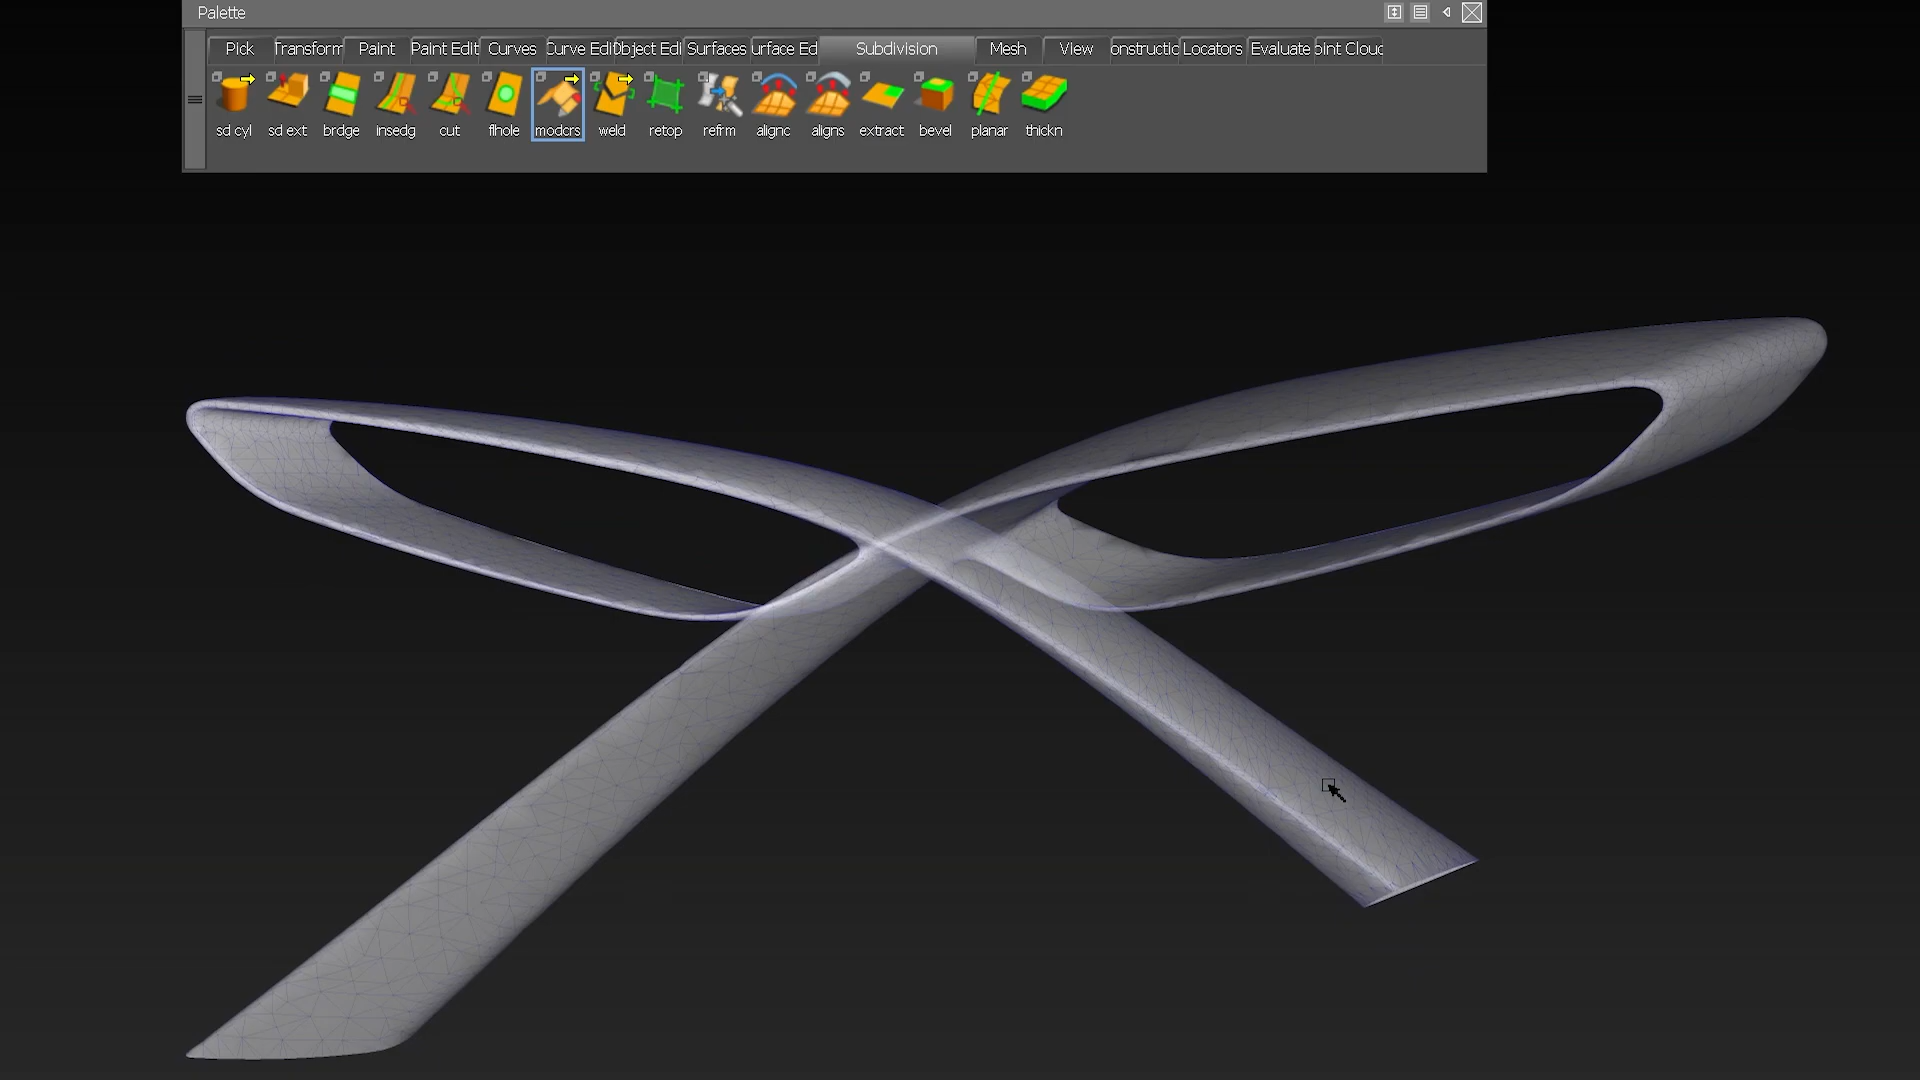 Palette
Pick Transform Paint Paint Edit Curves Curve Edit Object Edi Surfaces urface Ed Subdivision Mesh View onstructic Locators Evaluate oint Clouc
sd cyl sd ext brdge insedg cut flhole modcrs weld retop refrm alignc aligns extract bevel planar thickn